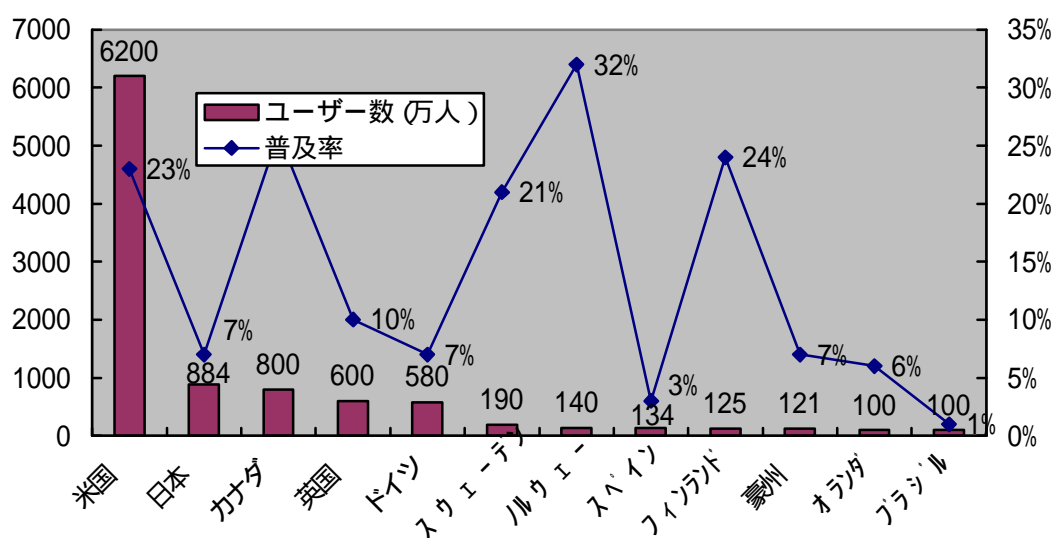 7000
6000
5000
4000
3000
2000
1000
0
35%
30%
25%
20%
15%
10%
5%
0%
ユーザー数 (万人 )
普及率
6200
884
800
600
580
190
140
134
125
121
100
100
23%
7%
10%
7%
21%
32%
3%
24%
7%
6%
1%
米国
日本
カナダ
英国
ドイツ
スウェーデン
ノルウェー
スペイン
フィンランド
豪州
オランダ
ブラジル